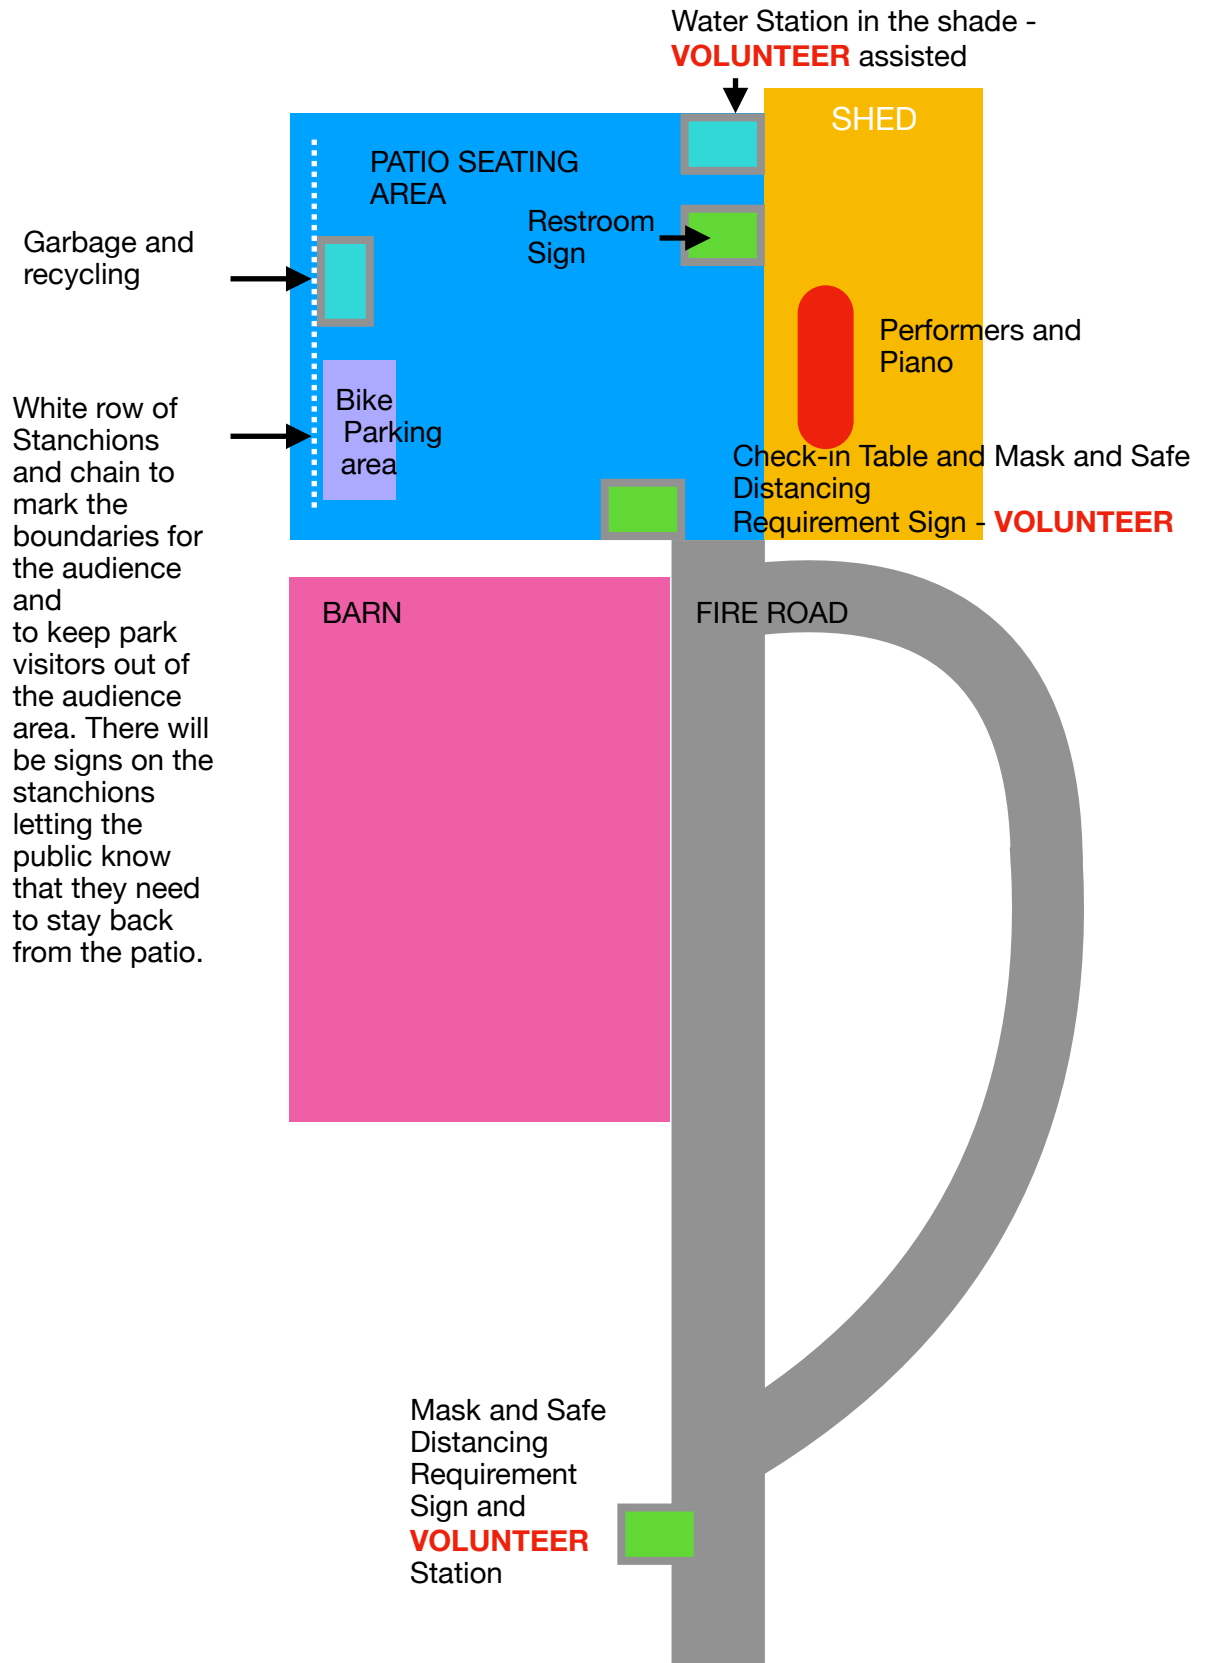 Water Station in the shade -
VOLUNTEER assisted
SHED
PATIO SEATING
AREA
Restroom
Sign
Garbage and
recycling
Performers and
Piano
White row of
Stanchions
and chain to
mark the
boundaries for
the audience
and
to keep park
visitors out of
the audience
area. There will
be signs on the
stanchions
letting the
public know
that they need
to stay back
from the patio.
Bike
Parking
area
Check-in Table and Mask and Safe
Distancing
Requirement Sign - VOLUNTEER
BARN
FIRE ROAD
Mask and Safe
Distancing
Requirement
Sign and
VOLUNTEER
Station